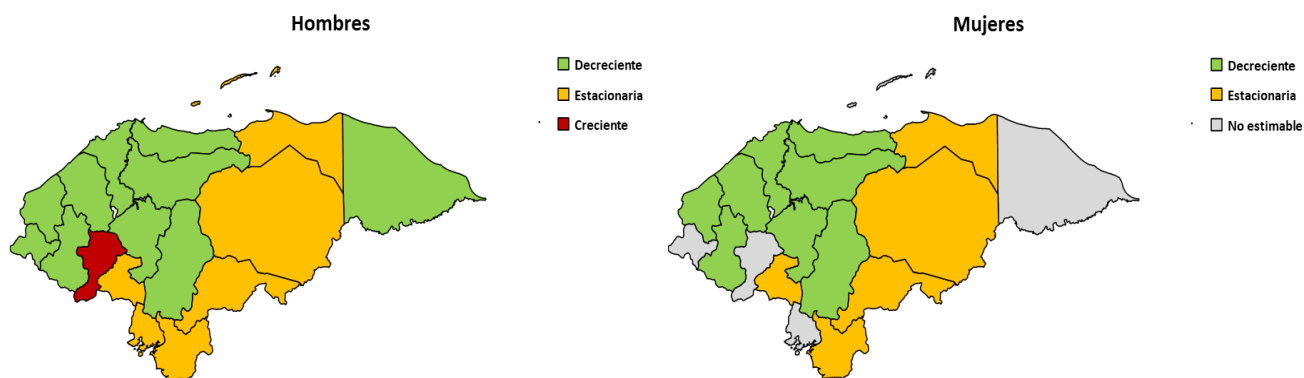 Hombres
Decreciente
Estacionaria
Creciente
Mujeres
Decreciente
Estacionaria
No estimable